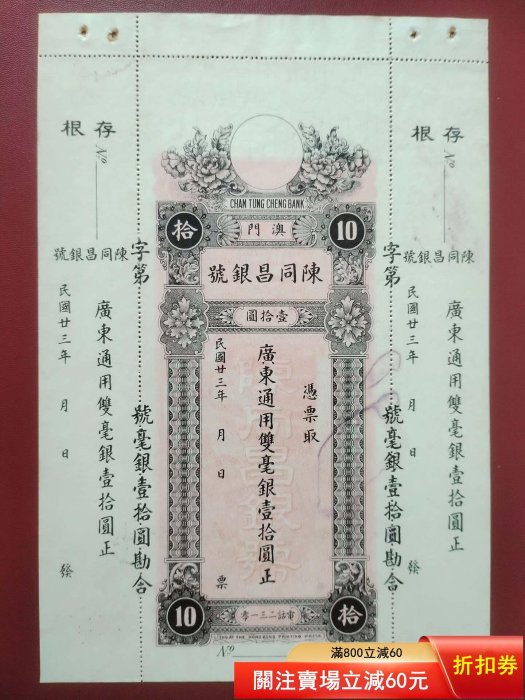 存根
No
陳同昌銀號
廣東通用雙毫銀壹拾圓正
民國廿三年 月 日 發
字第 號毫銀壹拾圓勘合
CHAN TUNG CHENG BANK
拾
澳門
10
陳同昌銀號
壹拾圓
憑票取
廣東通用雙毫銀壹拾圓正
民國廿三年 月 日 票
10
電話二三一零
拾
No
字第 號毫銀壹拾圓勘合
存根
No
陳同昌銀號
廣東通用雙毫銀壹拾圓正
民國廿三年 月 日 發
滿800立減60
關注賣場立減60元
折扣券